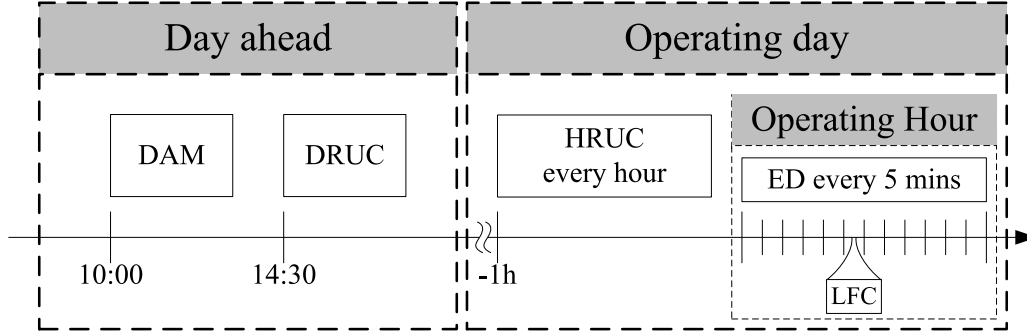 Day ahead
Operating day
DAM
DRUC
HRUC
every hour
Operating Hour
ED every 5 mins
10:00
14:30
-1h
LFC